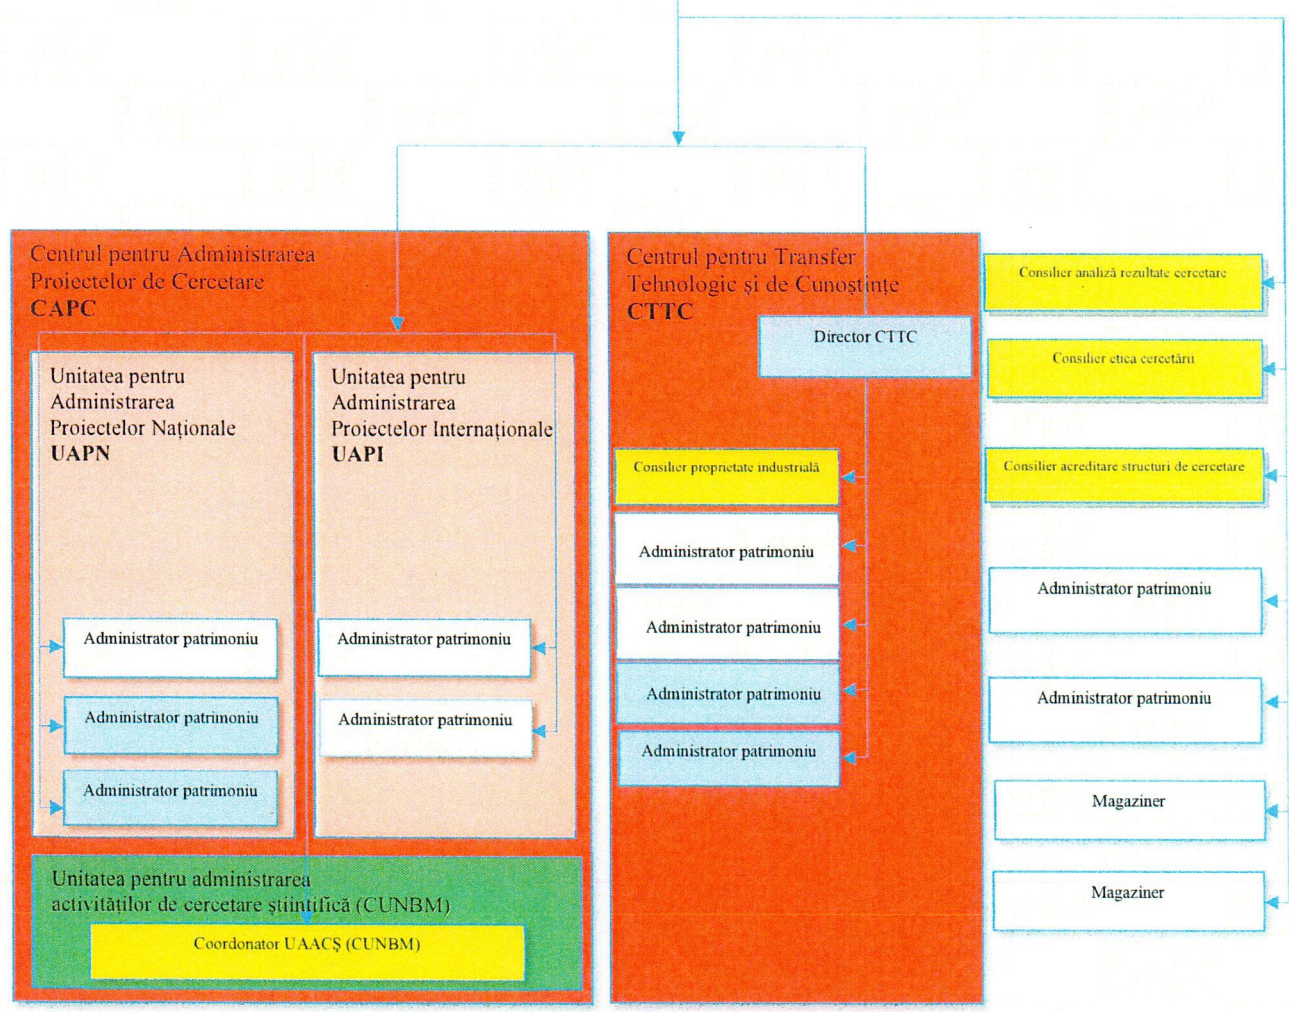 Centrul pentru Administrarea
Proiectelor de Cercetare
CAPC
Unitatea pentru
Administrarea
Proiectelor Naționale
UAPN
Administrator patrimoniu
Administrator patrimoniu
Administrator patrimoniu
Unitatea pentru
Administrarea
Proiectelor Internaționale
UAPI
Administrator patrimoniu
Administrator patrimoniu
Unitatea pentru administrarea
activităților de cercetare științifică (CUNBM)
Coordonator UAACȘ (CUNBM)
Centrul pentru Transfer
Tehnologic și de Cunoștințe
CTTC
Director CTTC
Consilier proprietate industrială
Administrator patrimoniu
Administrator patrimoniu
Administrator patrimoniu
Administrator patrimoniu
Consilier analiză rezultate cercetare
Consilier etica cercetării
Consilier acreditare structuri de cercetare
Administrator patrimoniu
Administrator patrimoniu
Magaziner
Magaziner